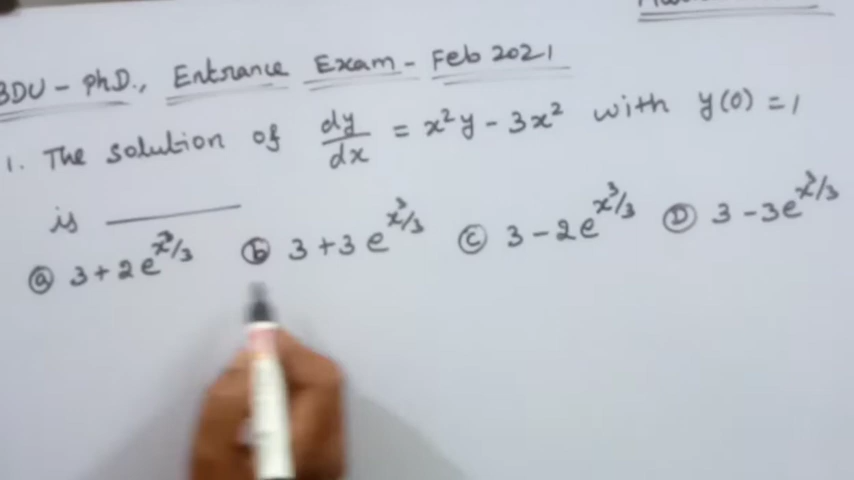 BDU - Ph.D., Entrance Exam - Feb 2021
1. The solution of dy/dx = x²y - 3x² with y(0) = 1
is ______
ⓐ 3 + 2e^(x³/3) ⓑ 3 + 3e^(x³/3) ⓒ 3 - 2e^(x³/3) Ⓓ 3 - 3e^(x³/3)